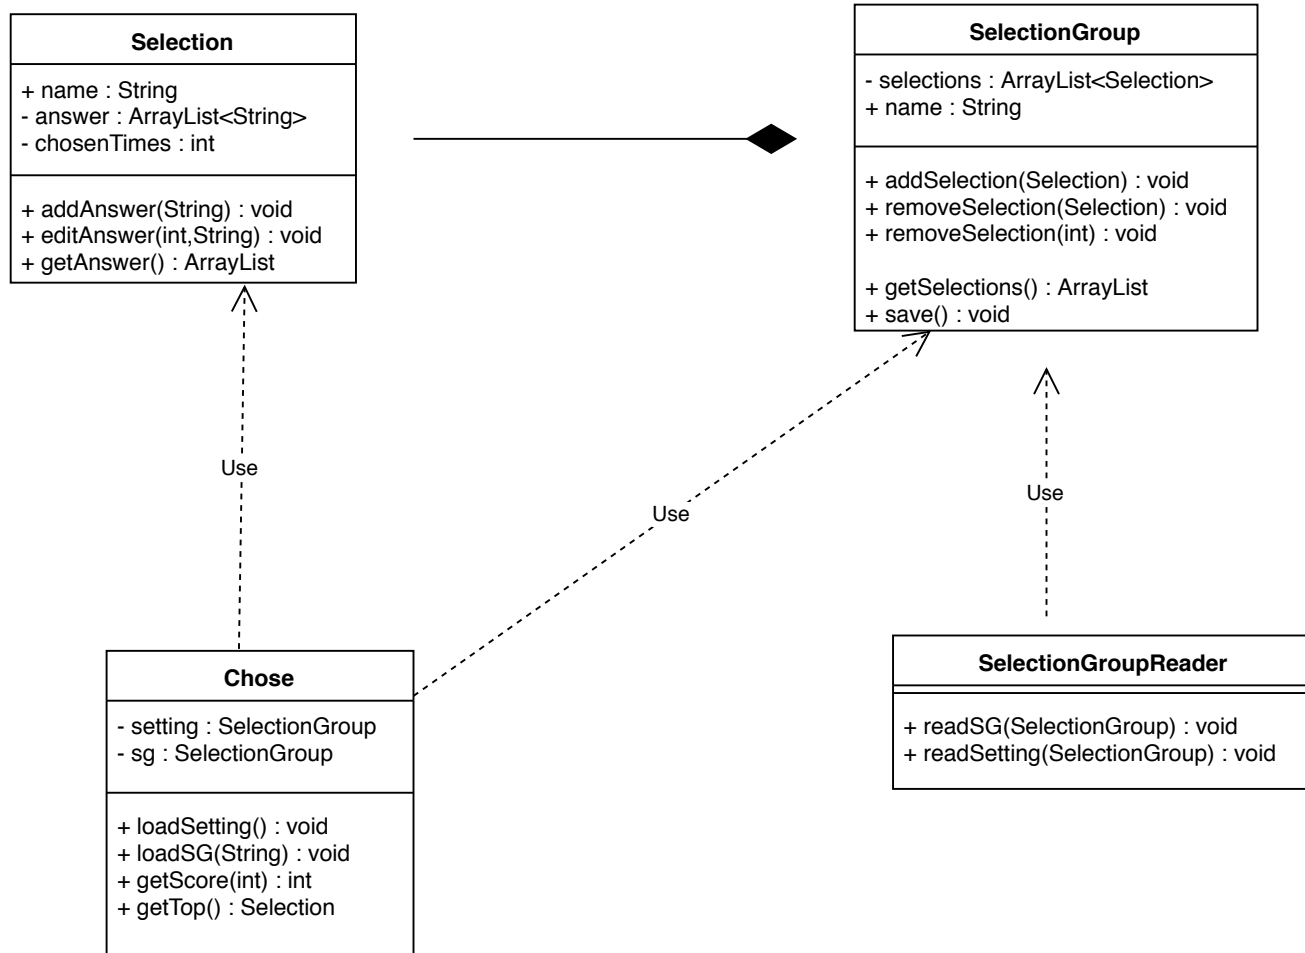 Selection
+ name : String
- answer : ArrayList<String>
- chosenTimes : int
+ addAnswer(String) : void
+ editAnswer(int,String) : void
+ getAnswer() : ArrayList
SelectionGroup
- selections : ArrayList<Selection>
+ name : String
+ addSelection(Selection) : void
+ removeSelection(Selection) : void
+ removeSelection(int) : void
+ getSelections() : ArrayList
+ save() : void
Use
Use
Use
Chose
- setting : SelectionGroup
- sg : SelectionGroup
+ loadSetting() : void
+ loadSG(String) : void
+ getScore(int) : int
+ getTop() : Selection
SelectionGroupReader
+ readSG(SelectionGroup) : void
+ readSetting(SelectionGroup) : void